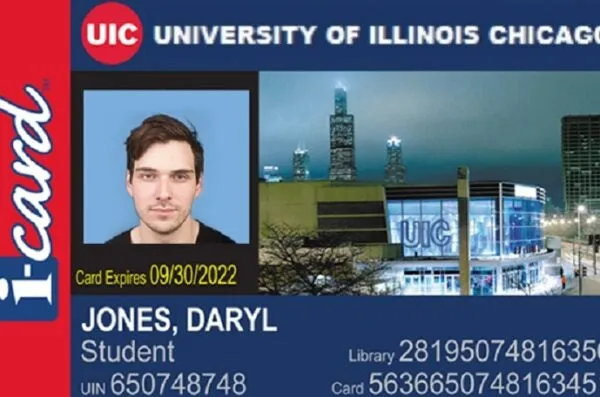 UIC UNIVERSITY OF ILLINOIS CHICAGO
i-card
UIC
Card Expires 09/30/2022
JONES, DARYL
Student
Library 2819507481635
UIN 650748748
Card 563665074816345